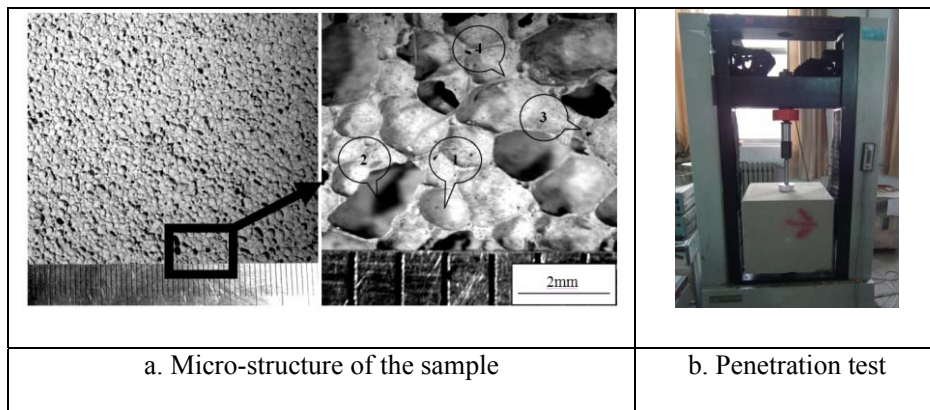 4
3
2
1
2mm
a. Micro-structure of the sample
b. Penetration test